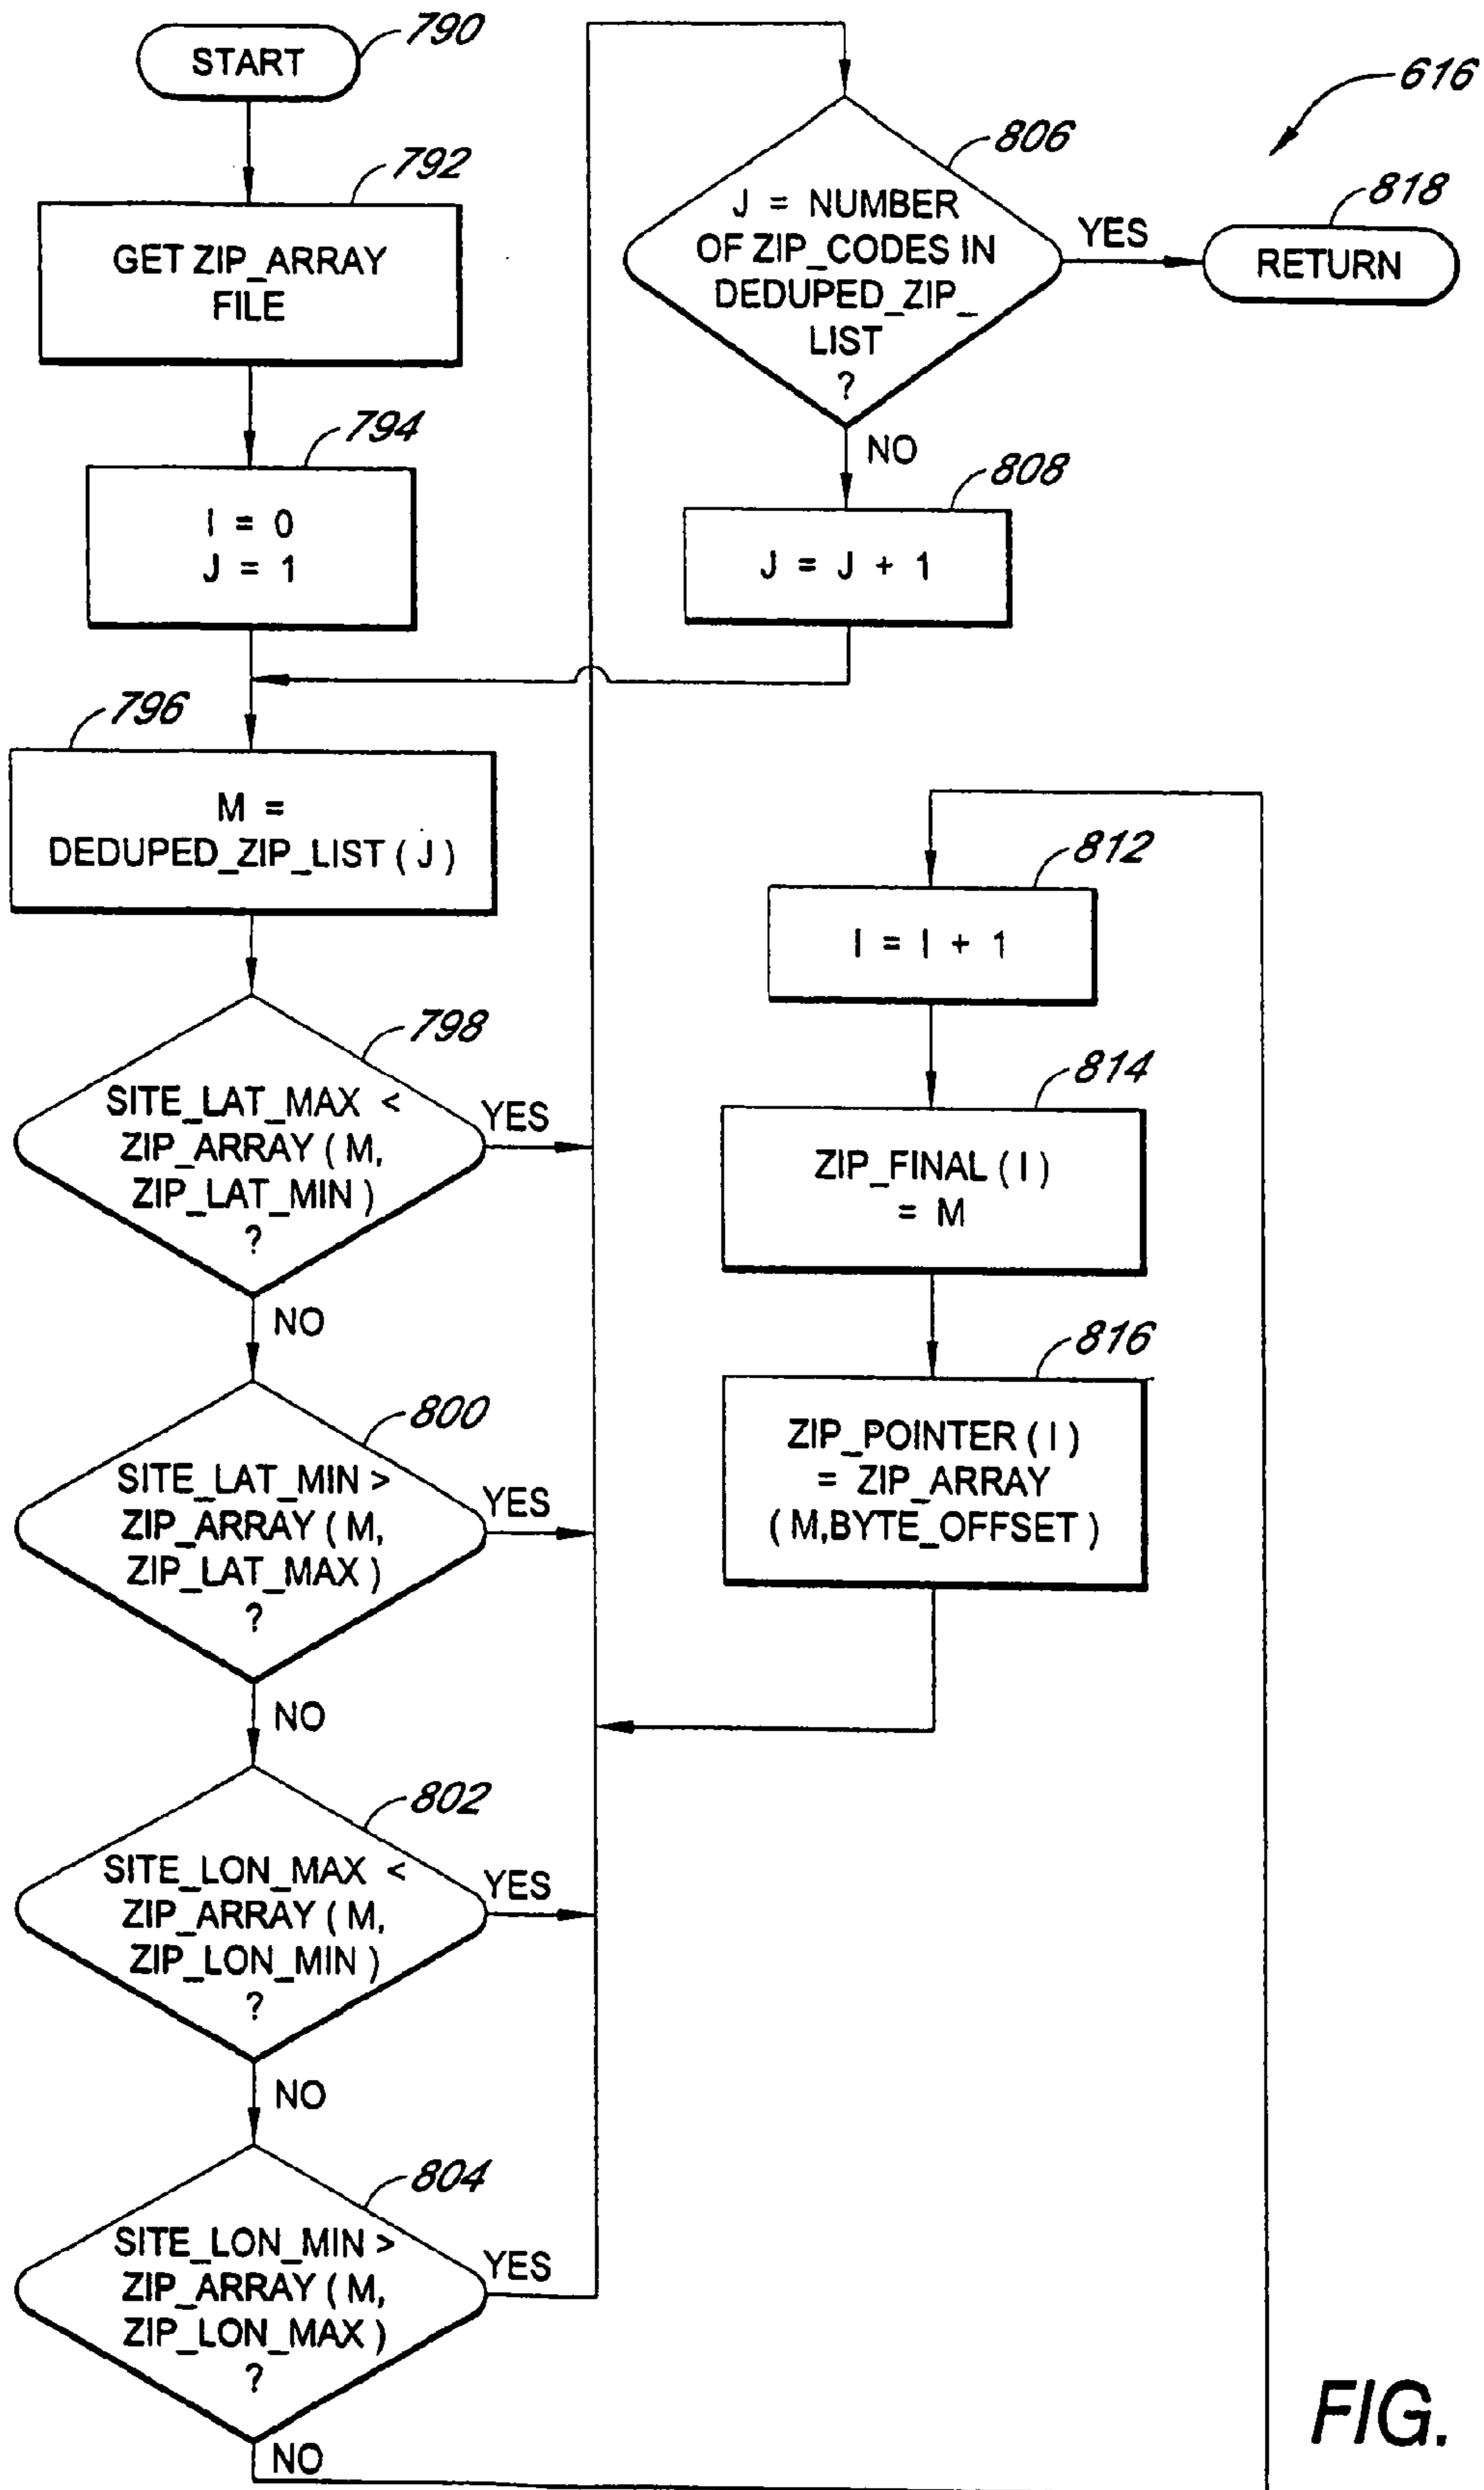 START
790
792
GET ZIP_ARRAY
FILE
794
I = 0
J = 1
796
M =
DEDUPED_ZIP_LIST ( J )
798
SITE_LAT_MAX <
ZIP_ARRAY ( M,
ZIP_LAT_MIN )
?
YES
NO
800
SITE_LAT_MIN >
ZIP_ARRAY ( M,
ZIP_LAT_MAX )
?
YES
NO
802
SITE_LON_MAX <
ZIP_ARRAY ( M,
ZIP_LON_MIN )
?
YES
NO
804
SITE_LON_MIN >
ZIP_ARRAY ( M,
ZIP_LON_MAX )
?
YES
NO
806
J = NUMBER
OF ZIP_CODES IN
DEDUPED_ZIP_
LIST
?
YES
NO
808
J = J + 1
616
818
RETURN
812
I = I + 1
814
ZIP_FINAL ( I )
= M
816
ZIP_POINTER ( I )
= ZIP_ARRAY
( M,BYTE_OFFSET )
FIG.